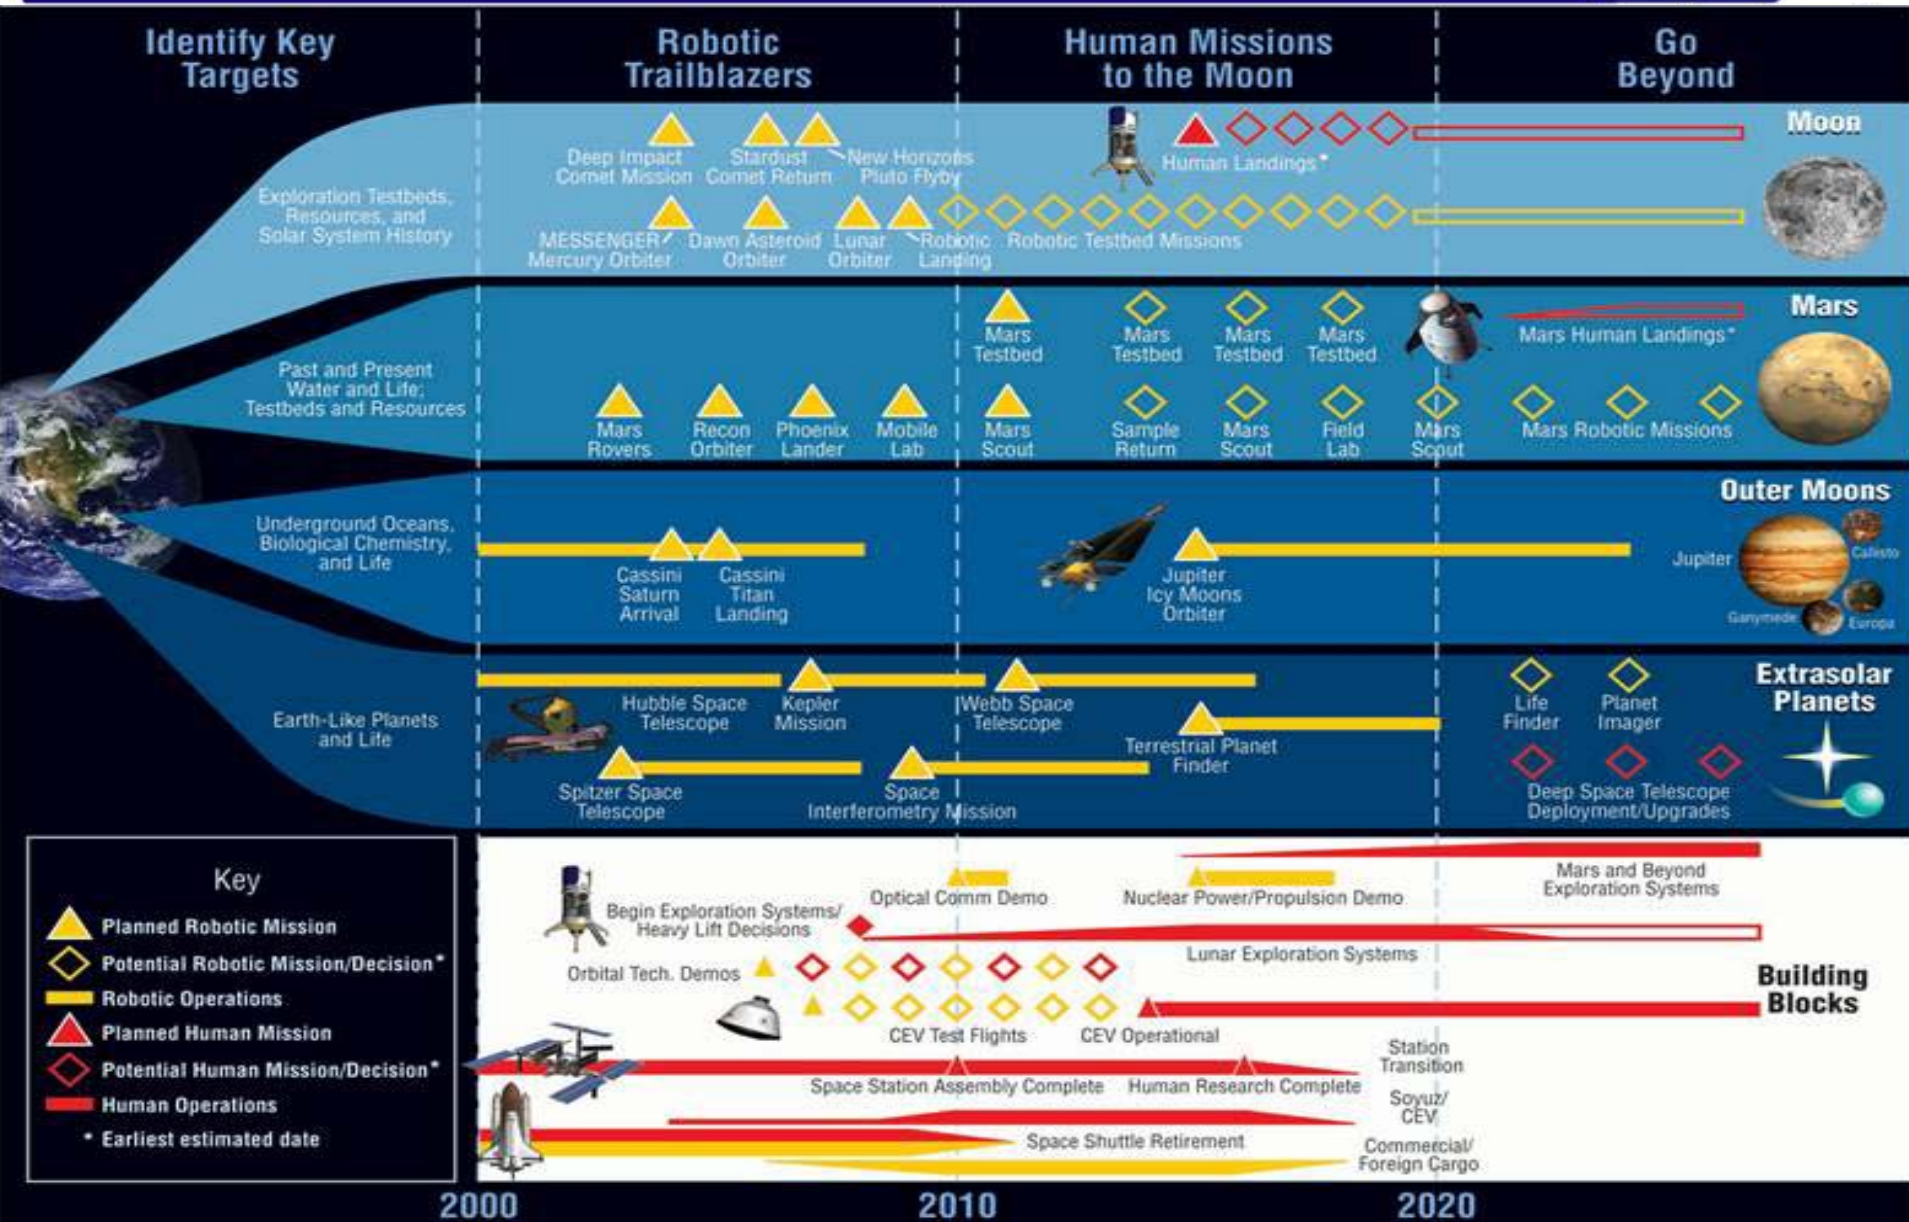 Identify Key
Targets
Robotic
Trailblazers
Human Missions
to the Moon
Go
Beyond
Moon
Exploration Testbeds,
Resources, and
Solar System History
Deep Impact
Comet Mission
Stardust
Comet Return
New Horizons
Pluto Flyby
Human Landings*
MESSENGER
Mercury Orbiter
Dawn Asteroid
Orbiter
Lunar
Orbiter
Robotic
Landing
Robotic Testbed Missions
Mars
Past and Present
Water and Life;
Testbeds and Resources
Mars
Testbed
Mars
Testbed
Mars
Testbed
Mars
Testbed
Mars Human Landings*
Mars
Rovers
Recon
Orbiter
Phoenix
Lander
Mobile
Lab
Mars
Scout
Sample
Return
Mars
Scout
Field
Lab
Mars
Scout
Mars Robotic Missions
Outer Moons
Underground Oceans,
Biological Chemistry,
and Life
Cassini
Saturn
Arrival
Cassini
Titan
Landing
Jupiter
Icy Moons
Orbiter
Jupiter
Callisto
Ganymede
Europa
Extrasolar
Planets
Earth-Like Planets
and Life
Hubble Space
Telescope
Kepler
Mission
Webb Space
Telescope
Terrestrial Planet
Finder
Life
Finder
Planet
Imager
Spitzer Space
Telescope
Space
Interferometry Mission
Deep Space Telescope
Deployment/Upgrades
Key
Planned Robotic Mission
Potential Robotic Mission/Decision*
Robotic Operations
Planned Human Mission
Potential Human Mission/Decision*
Human Operations
* Earliest estimated date
Mars and Beyond
Exploration Systems
Optical Comm Demo
Nuclear Power/Propulsion Demo
Begin Exploration Systems/
Heavy Lift Decisions
Lunar Exploration Systems
Orbital Tech. Demos
Building
Blocks
CEV Test Flights
CEV Operational
Station
Transition
Space Station Assembly Complete
Human Research Complete
Soyuz/
CEV
Space Shuttle Retirement
Commercial/
Foreign Cargo
2000
2010
2020